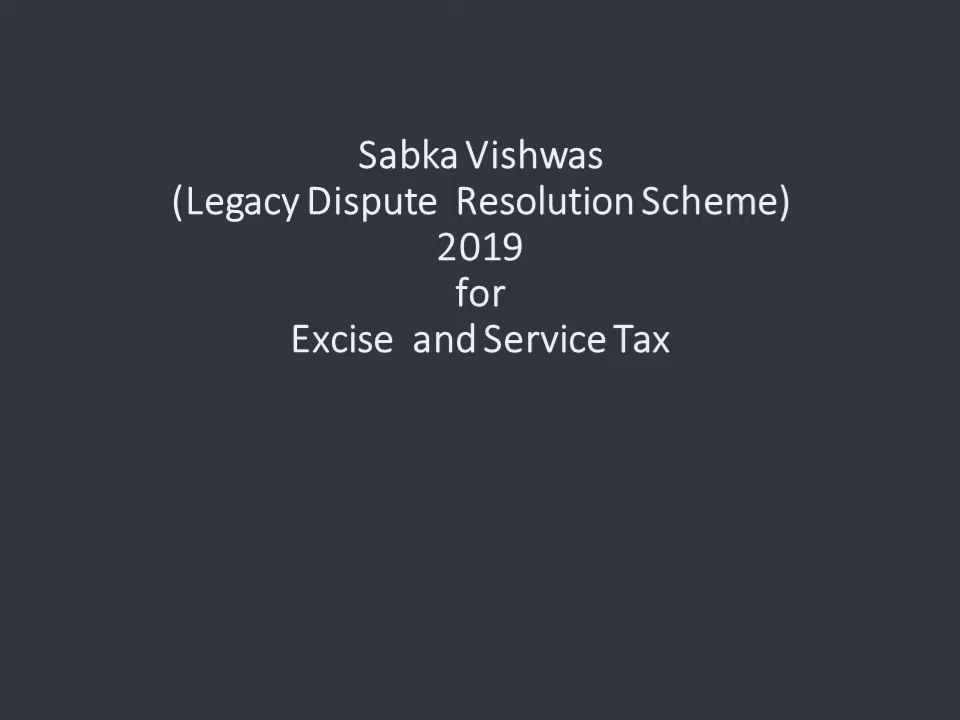 Sabka Vishwas
(Legacy Dispute Resolution Scheme)
2019
for
Excise and Service Tax